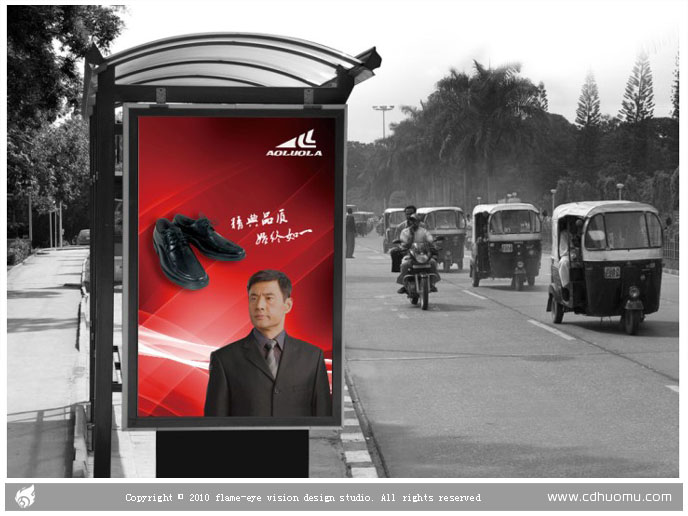 AOLUOLA
精典品质
始终如一
Copyright © 2010 flame-eye vision design studio. All rights reserved
www.cdhuomu.com